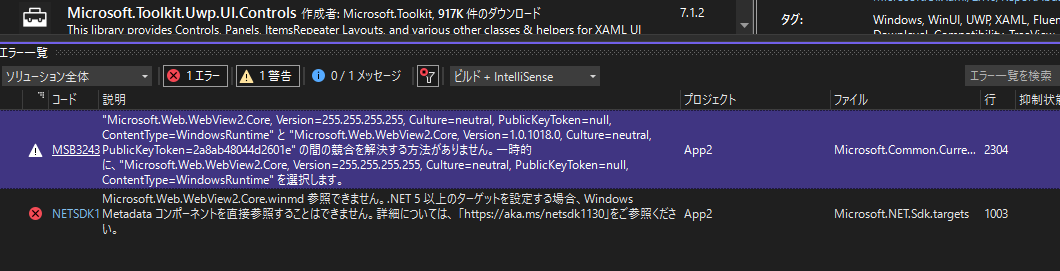 Microsoft.Toolkit.Uwp.UI.Controls 作成者: Microsoft.Toolkit, 917K 件のダウンロード
7.1.2
This library provides Controls, Panels, ItemsRepeater Layouts, and various other classes & helpers for XAML UI
タグ:
Windows, WinUI, UWP, XAML, Fluen
エラー一覧
ソリューション全体
1 エラー
1 警告
0 / 1 メッセージ
ビルド + IntelliSense
エラー一覧を検索
コード 説明 プロジェクト ファイル 行 抑制状態
"Microsoft.Web.WebView2.Core, Version=255.255.255.255, Culture=neutral, PublicKeyToken=null,
ContentType=WindowsRuntime" と "Microsoft.Web.WebView2.Core, Version=1.0.1018.0, Culture=neutral,
MSB3243 PublicKeyToken=2a8ab48044d2601e" の間の競合を解決する方法がありません。一時的 App2 Microsoft.Common.Curre... 2304
に、"Microsoft.Web.WebView2.Core, Version=255.255.255.255, Culture=neutral, PublicKeyToken=null,
ContentType=WindowsRuntime" を選択します。
Microsoft.Web.WebView2.Core.winmd 参照できません。.NET 5 以上のターゲットを設定する場合、Windows
NETSDK1 Metadata コンポーネントを直接参照することはできません。詳細については、「https://aka.ms/netsdk1130」をご参照くださ App2 Microsoft.NET.Sdk.targets 1003
い。